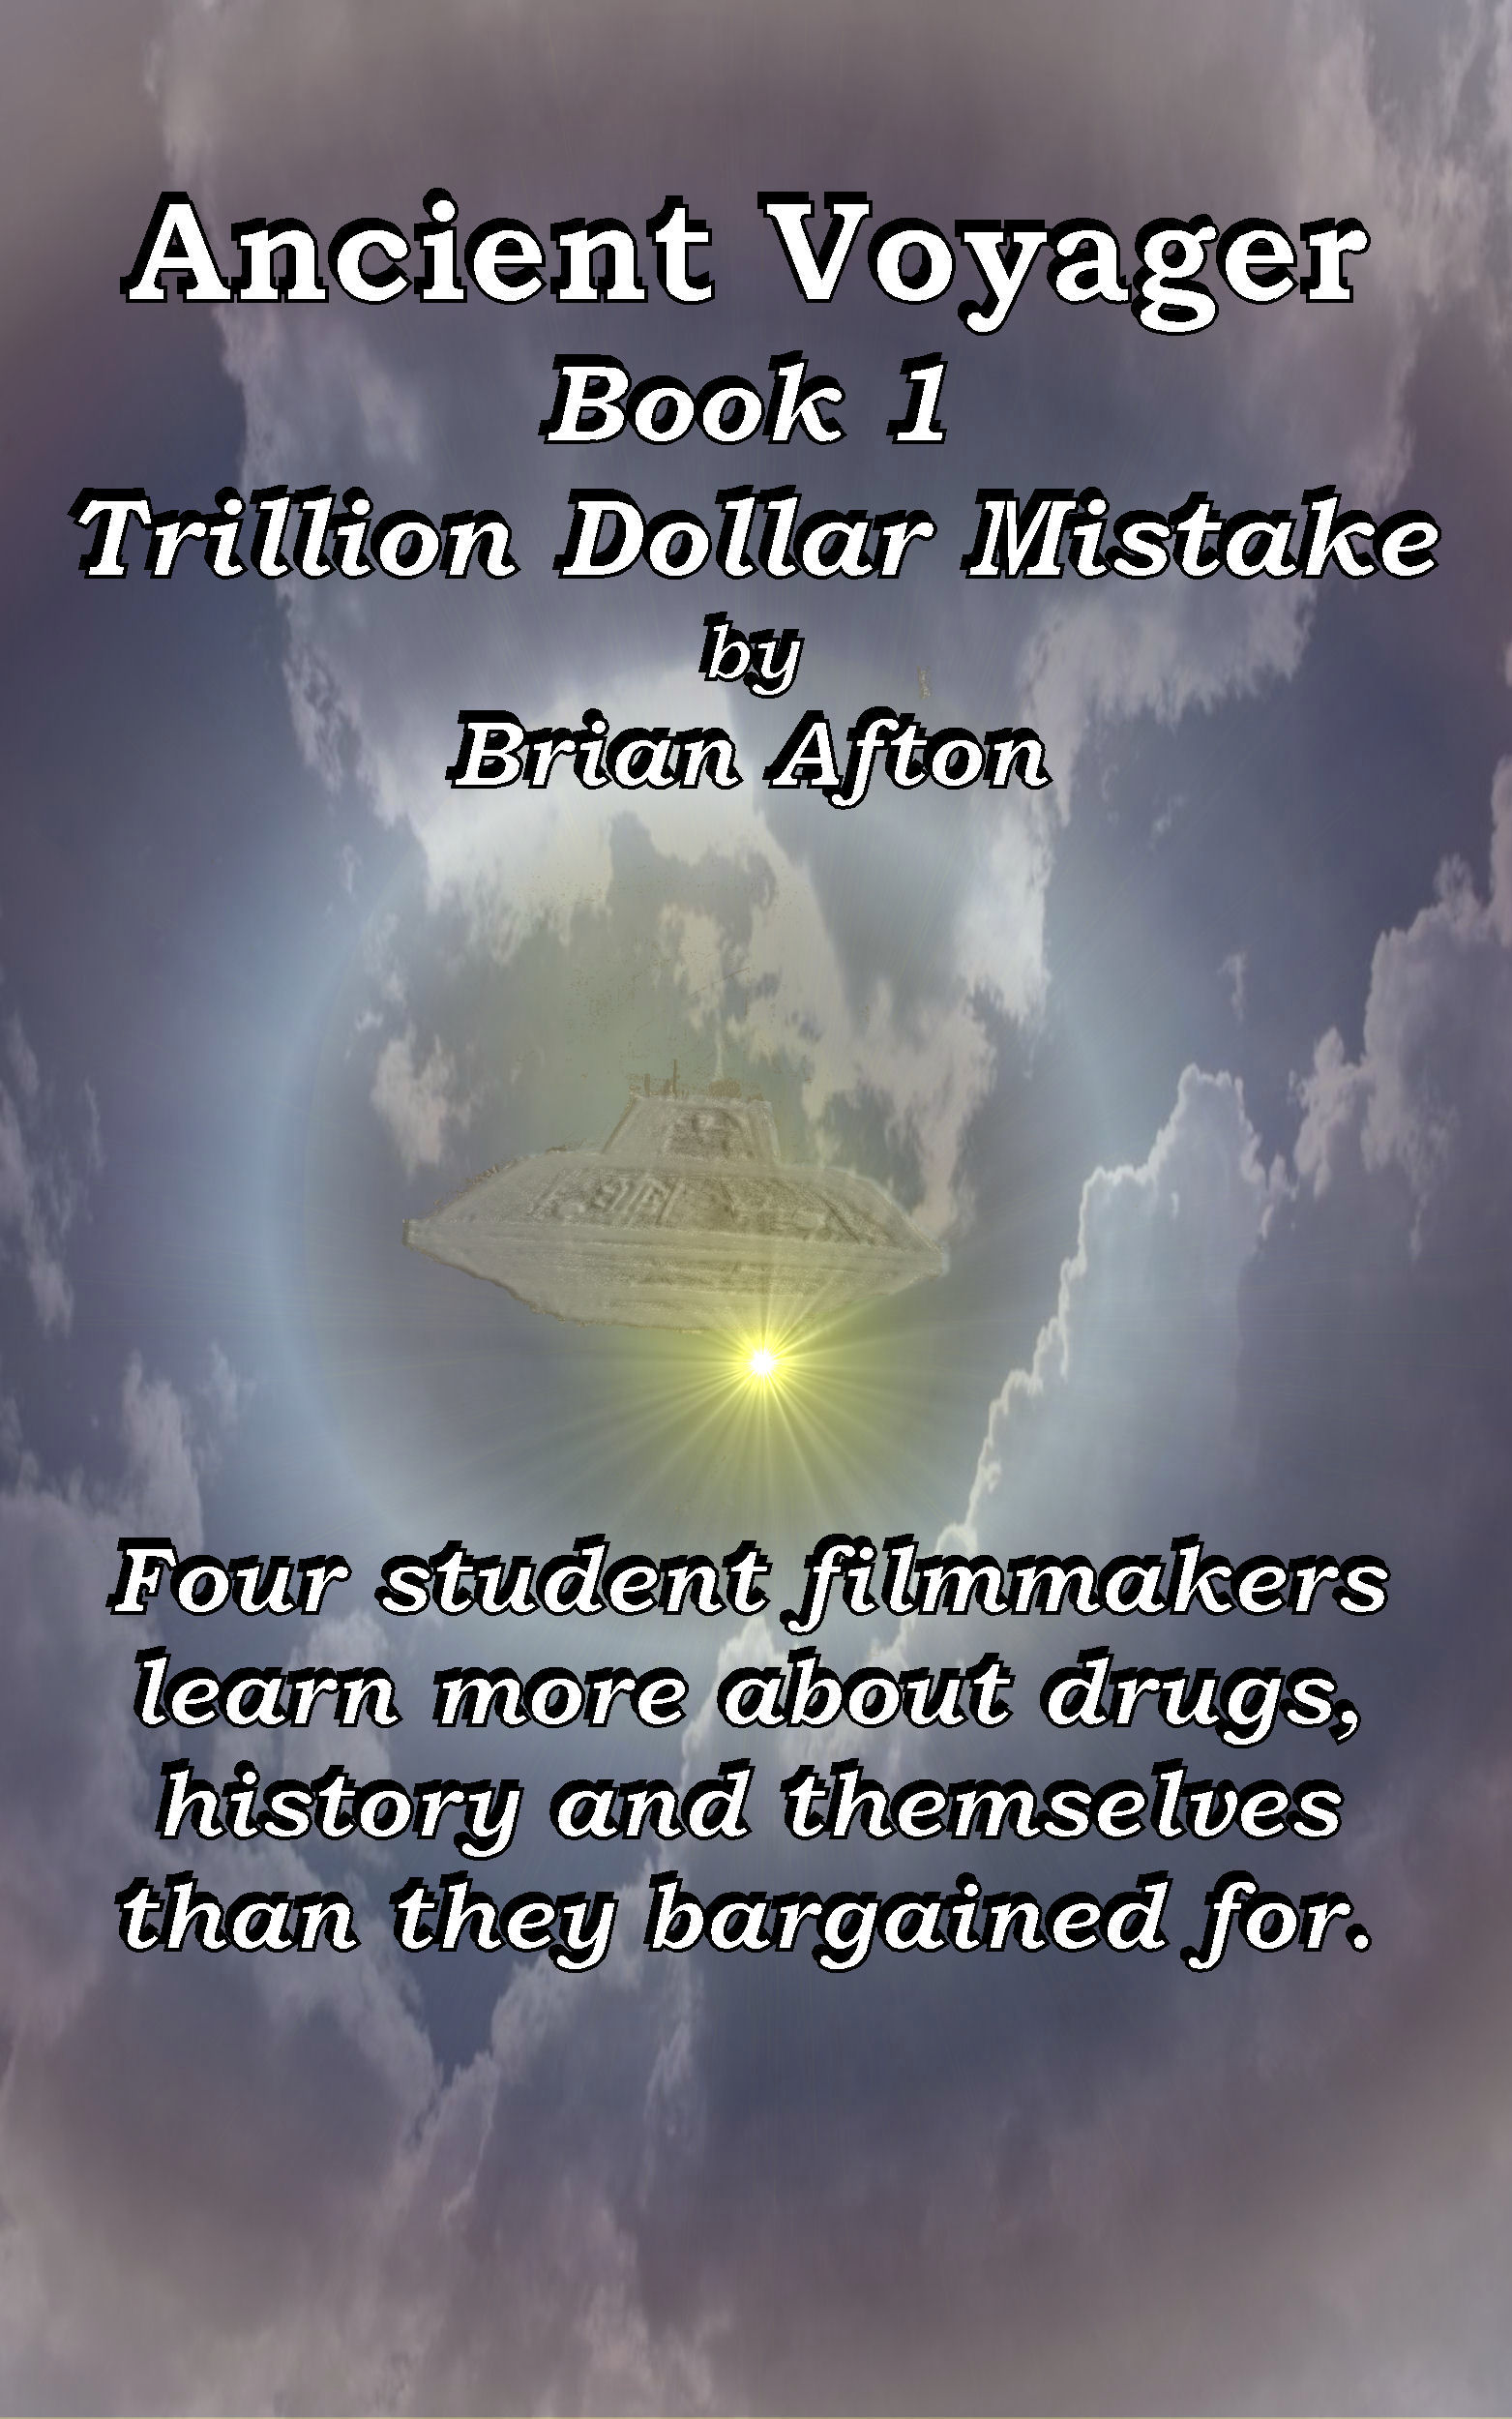 Ancient Voyager
Book 1
Trillion Dollar Mistake
by
Brian Afton
Four student filmmakers
learn more about drugs,
history and themselves
than they bargained for.